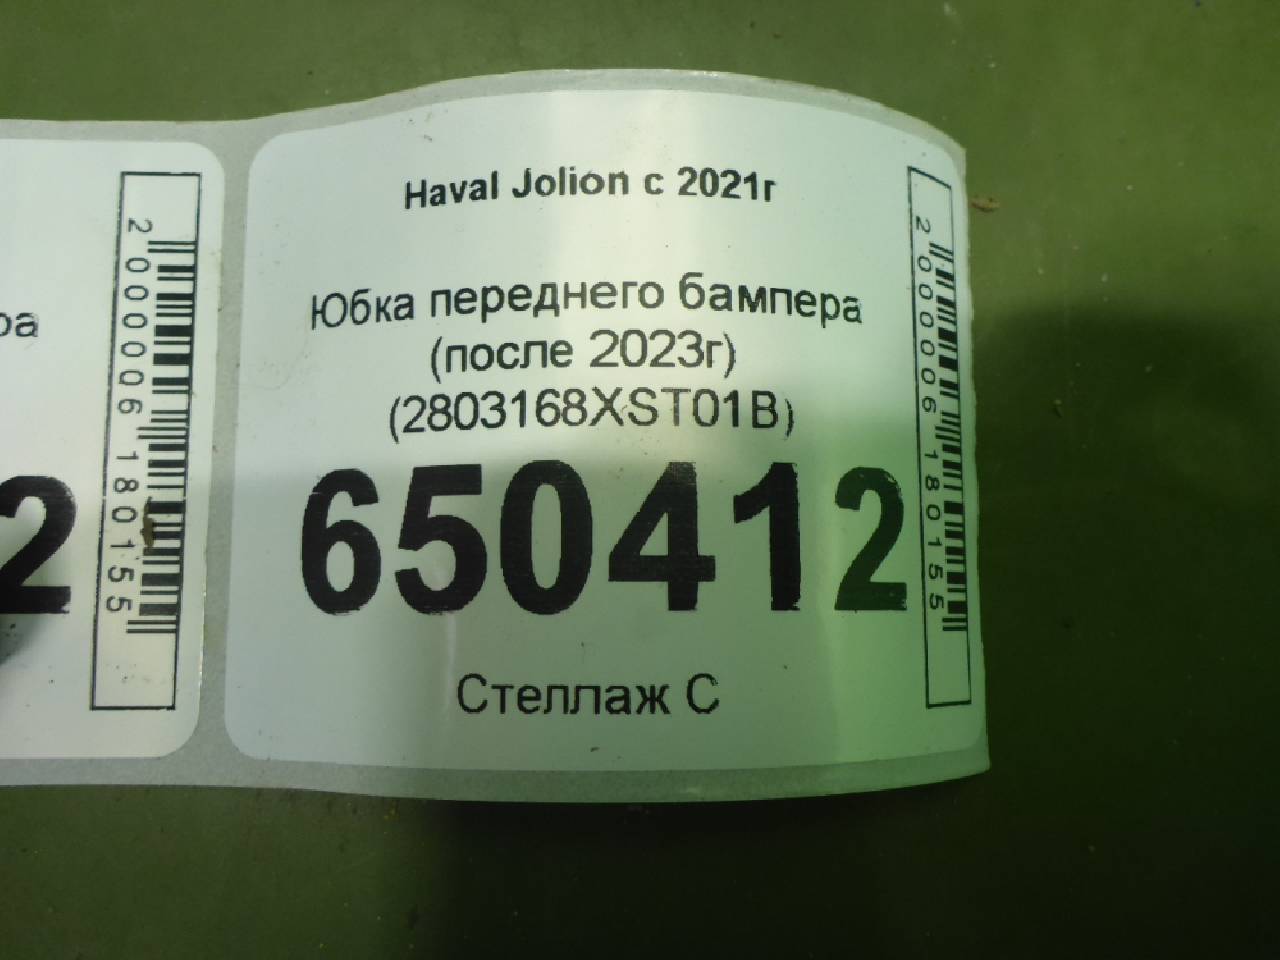 ра
2
2000006180155
Haval Jolion с 2021г
Юбка переднего бампера
(после 2023г)
(2803168XST01B)
650412
Стеллаж С
2000006180155